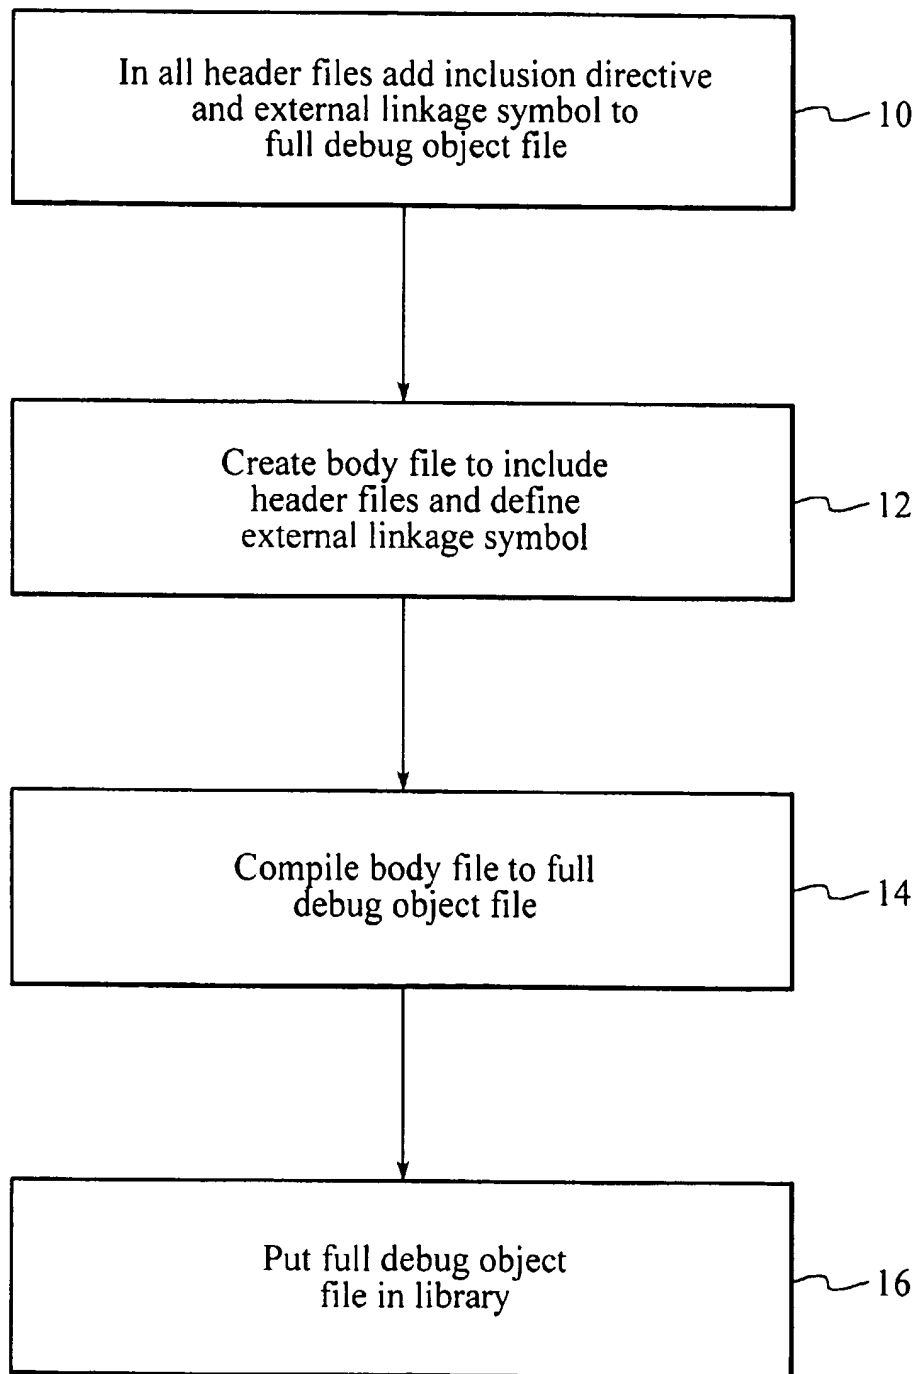 In all header files add inclusion directive
and external linkage symbol to
full debug object file
10
Create body file to include
header files and define
external linkage symbol
12
Compile body file to full
debug object file
14
Put full debug object
file in library
16